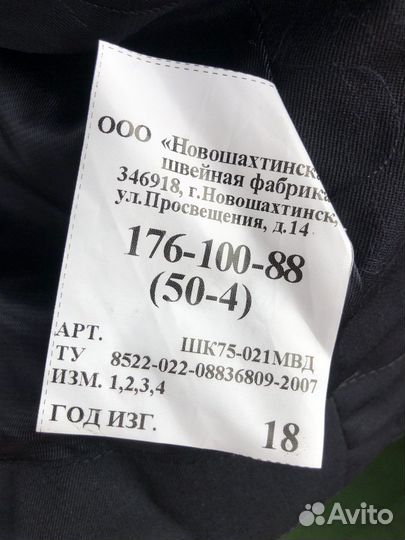 ООО «Новошахтинск
швейная фабрика
346918, г.Новошахтинск,
ул.Просвещения, д.14
176-100-88
(50-4)
АРТ. ШК75-021МВД
ТУ 8522-022-08836809-2007
ИЗМ. 1,2,3,4
ГОД ИЗГ. 18
Avito